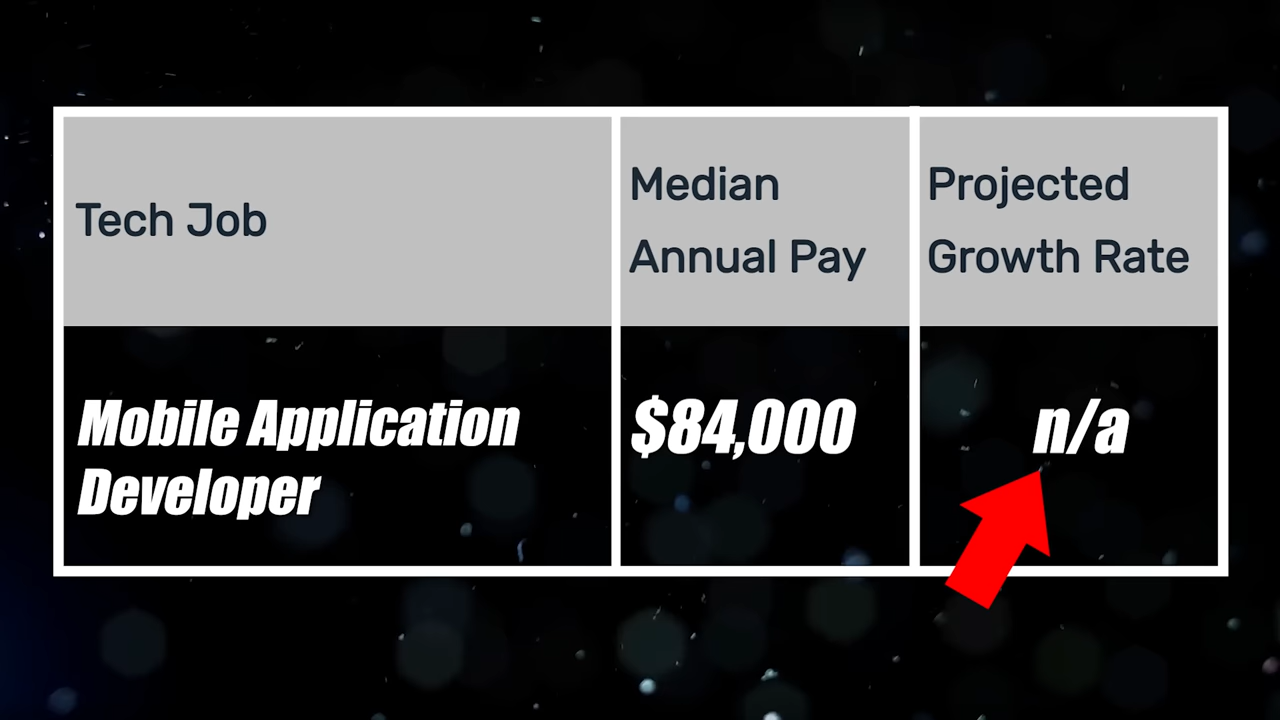 Tech Job
Median
Annual Pay
Projected
Growth Rate
Mobile Application
Developer
$84,000
n/a